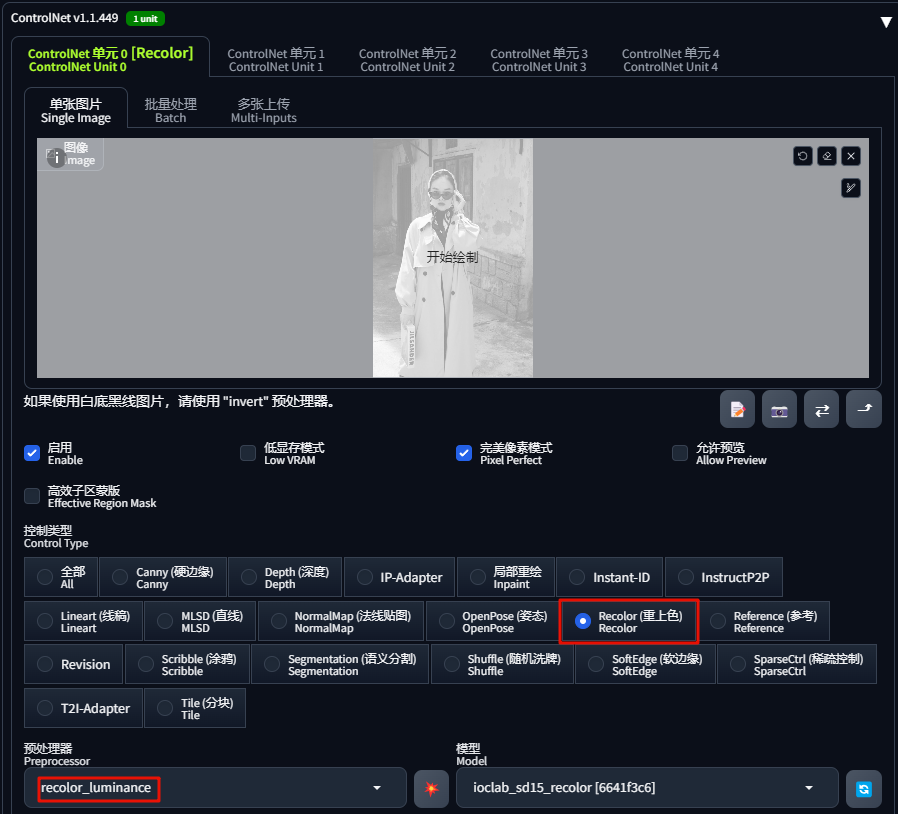 ControlNet v1.1.449 1 unit
ControlNet 单元 0 [Recolor]
ControlNet Unit 0
ControlNet 单元 1
ControlNet Unit 1
ControlNet 单元 2
ControlNet Unit 2
ControlNet 单元 3
ControlNet Unit 3
ControlNet 单元 4
ControlNet Unit 4
单张图片
Single Image
批量处理
Batch
多张上传
Multi-Inputs
图像
Image
开始绘制
如果使用白底黑线图片，请使用 "invert" 预处理器。
启用
Enable
低显存模式
Low VRAM
完美像素模式
Pixel Perfect
允许预览
Allow Preview
高效子区蒙版
Effective Region Mask
控制类型
Control Type
全部
All
Canny (硬边缘)
Canny
Depth (深度)
Depth
IP-Adapter
局部重绘
Inpaint
Instant-ID
InstructP2P
Lineart (线稿)
Lineart
MLSD (直线)
MLSD
NormalMap (法线贴图)
NormalMap
OpenPose (姿态)
OpenPose
Recolor (重上色)
Recolor
Reference (参考)
Reference
Revision
Scribble (涂鸦)
Scribble
Segmentation (语义分割)
Segmentation
Shuffle (随机洗牌)
Shuffle
SoftEdge (软边缘)
SoftEdge
SparseCtrl (稀疏控制)
SparseCtrl
T2I-Adapter
Tile (分块)
Tile
预处理器
Preprocessor
模型
Model
recolor_luminance
ioclab_sd15_recolor [6641f3c6]